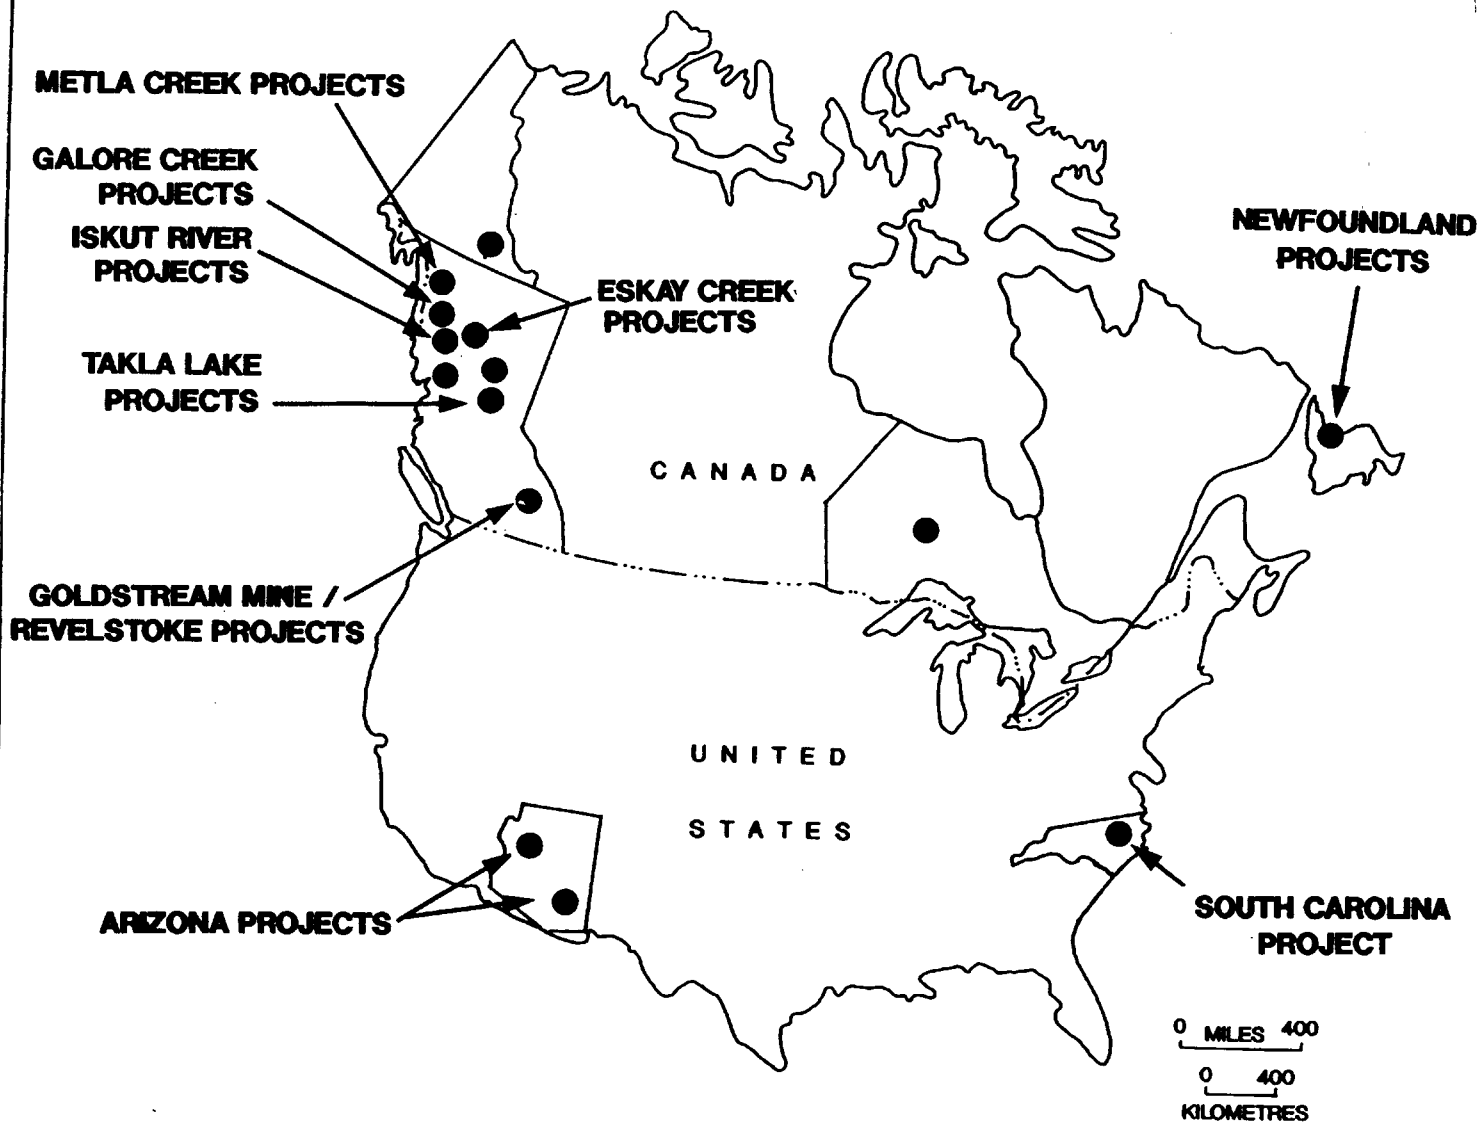 METLA CREEK PROJECTS
GALORE CREEK
PROJECTS
ISKUT RIVER
PROJECTS
ESKAY CREEK
PROJECTS
TAKLA LAKE
PROJECTS
NEWFOUNDLAND
PROJECTS
CANADA
GOLDSTREAM MINE /
REVELSTOKE PROJECTS
UNITED
STATES
ARIZONA PROJECTS
SOUTH CAROLINA
PROJECT
0 MILES 400
0 400
KILOMETRES